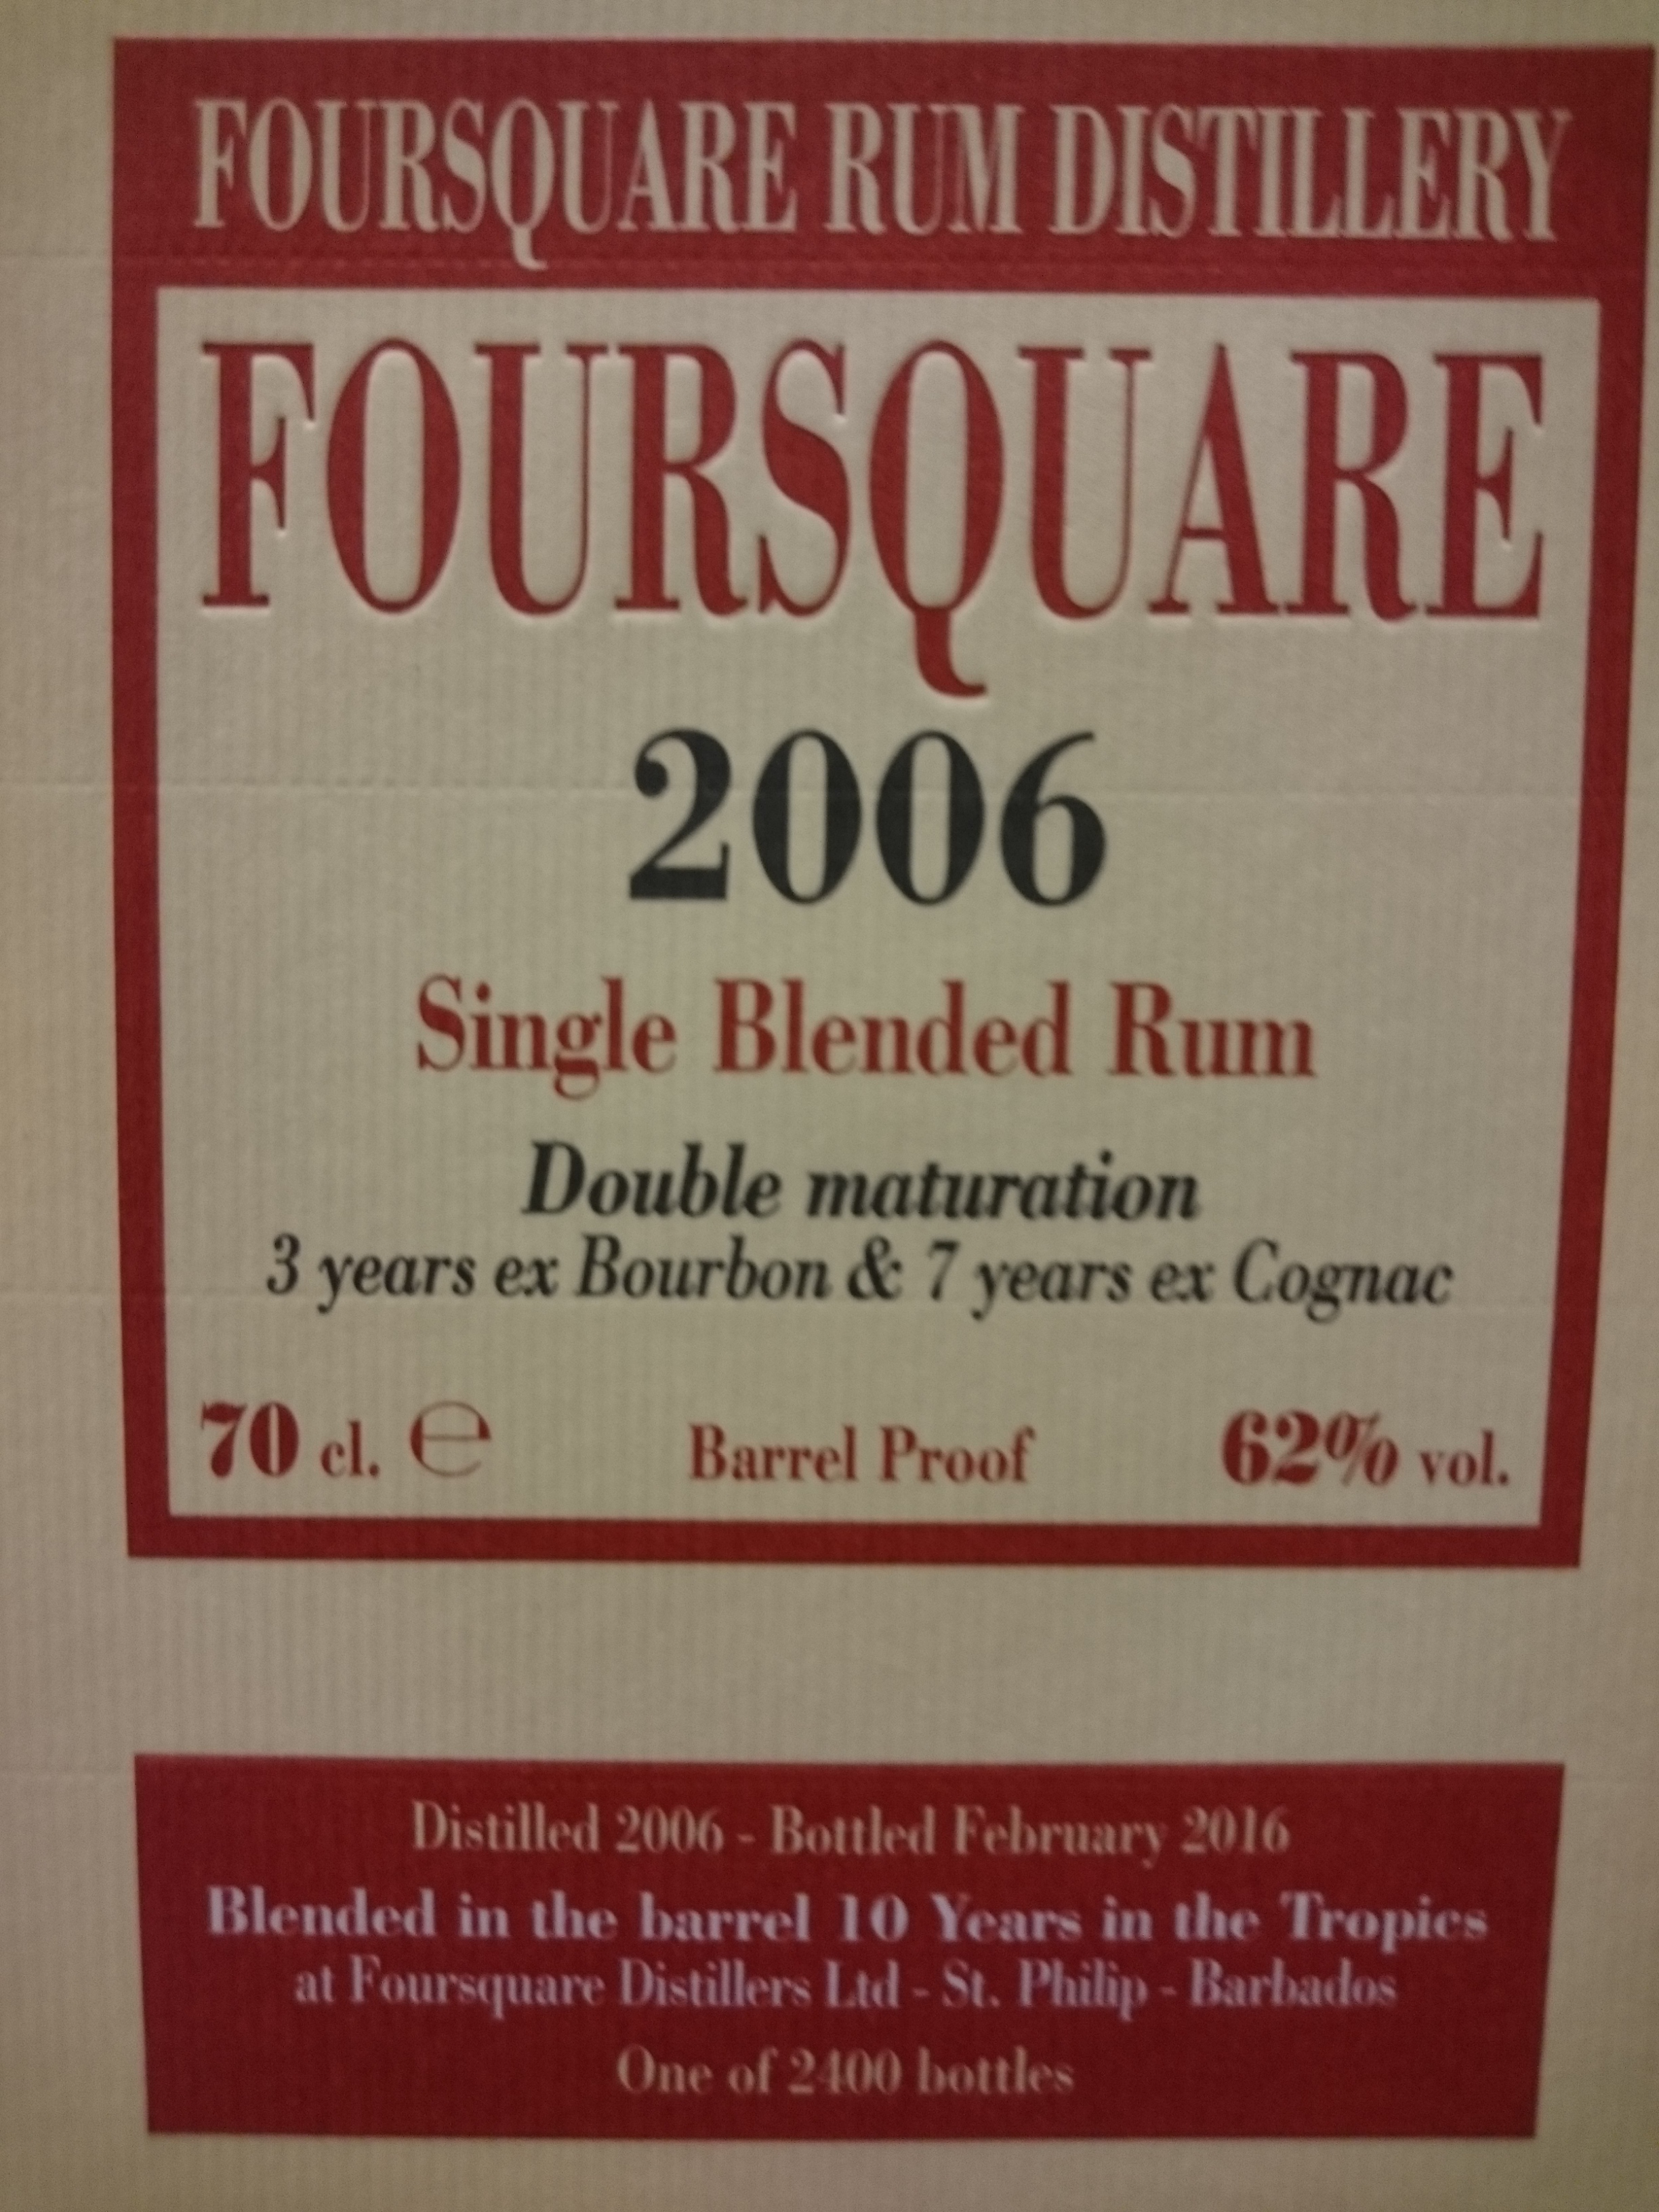 FOURSQUARE RUM DISTILLERY
FOURSQUARE
2006
Single Blended Rum
Double maturation
3 years ex Bourbon & 7 years ex Cognac
70 cl. ℮ Barrel Proof 62% vol.
Distilled 2006 - Bottled February 2016
Blended in the barrel 10 Years in the Tropics
at Foursquare Distillers Ltd - St. Philip - Barbados
One of 2400 bottles